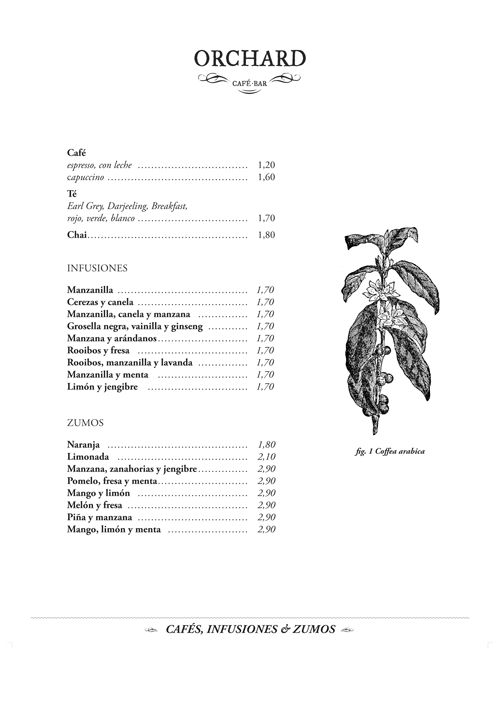 ORCHARD
CAFÉ·BAR
Café
espresso, con leche ................................. 1,20
capuccino .......................................... 1,60
Té
Earl Grey, Darjeeling, Breakfast,
rojo, verde, blanco ................................. 1,70
Chai................................................ 1,80
INFUSIONES
Manzanilla ....................................... 1,70
Cerezas y canela ................................. 1,70
Manzanilla, canela y manzana ............... 1,70
Grosella negra, vainilla y ginseng ............ 1,70
Manzana y arándanos........................... 1,70
Rooibos y fresa ................................. 1,70
Rooibos, manzanilla y lavanda ............... 1,70
Manzanilla y menta ........................... 1,70
Limón y jengibre .............................. 1,70
ZUMOS
Naranja .......................................... 1,80
Limonada ....................................... 2,10
Manzana, zanahorias y jengibre............... 2,90
Pomelo, fresa y menta........................... 2,90
Mango y limón ................................. 2,90
Melón y fresa .................................... 2,90
Piña y manzana ................................. 2,90
Mango, limón y menta ........................ 2,90
fig. 1 Coffea arabica
CAFÉS, INFUSIONES & ZUMOS